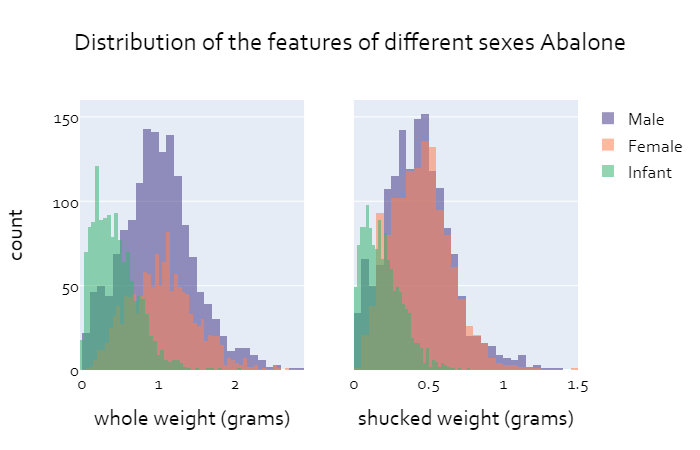 Distribution of the features of different sexes Abalone
150
100
50
0
count
0 1 2
whole weight (grams)
0 0.5 1 1.5
shucked weight (grams)
Male
Female
Infant